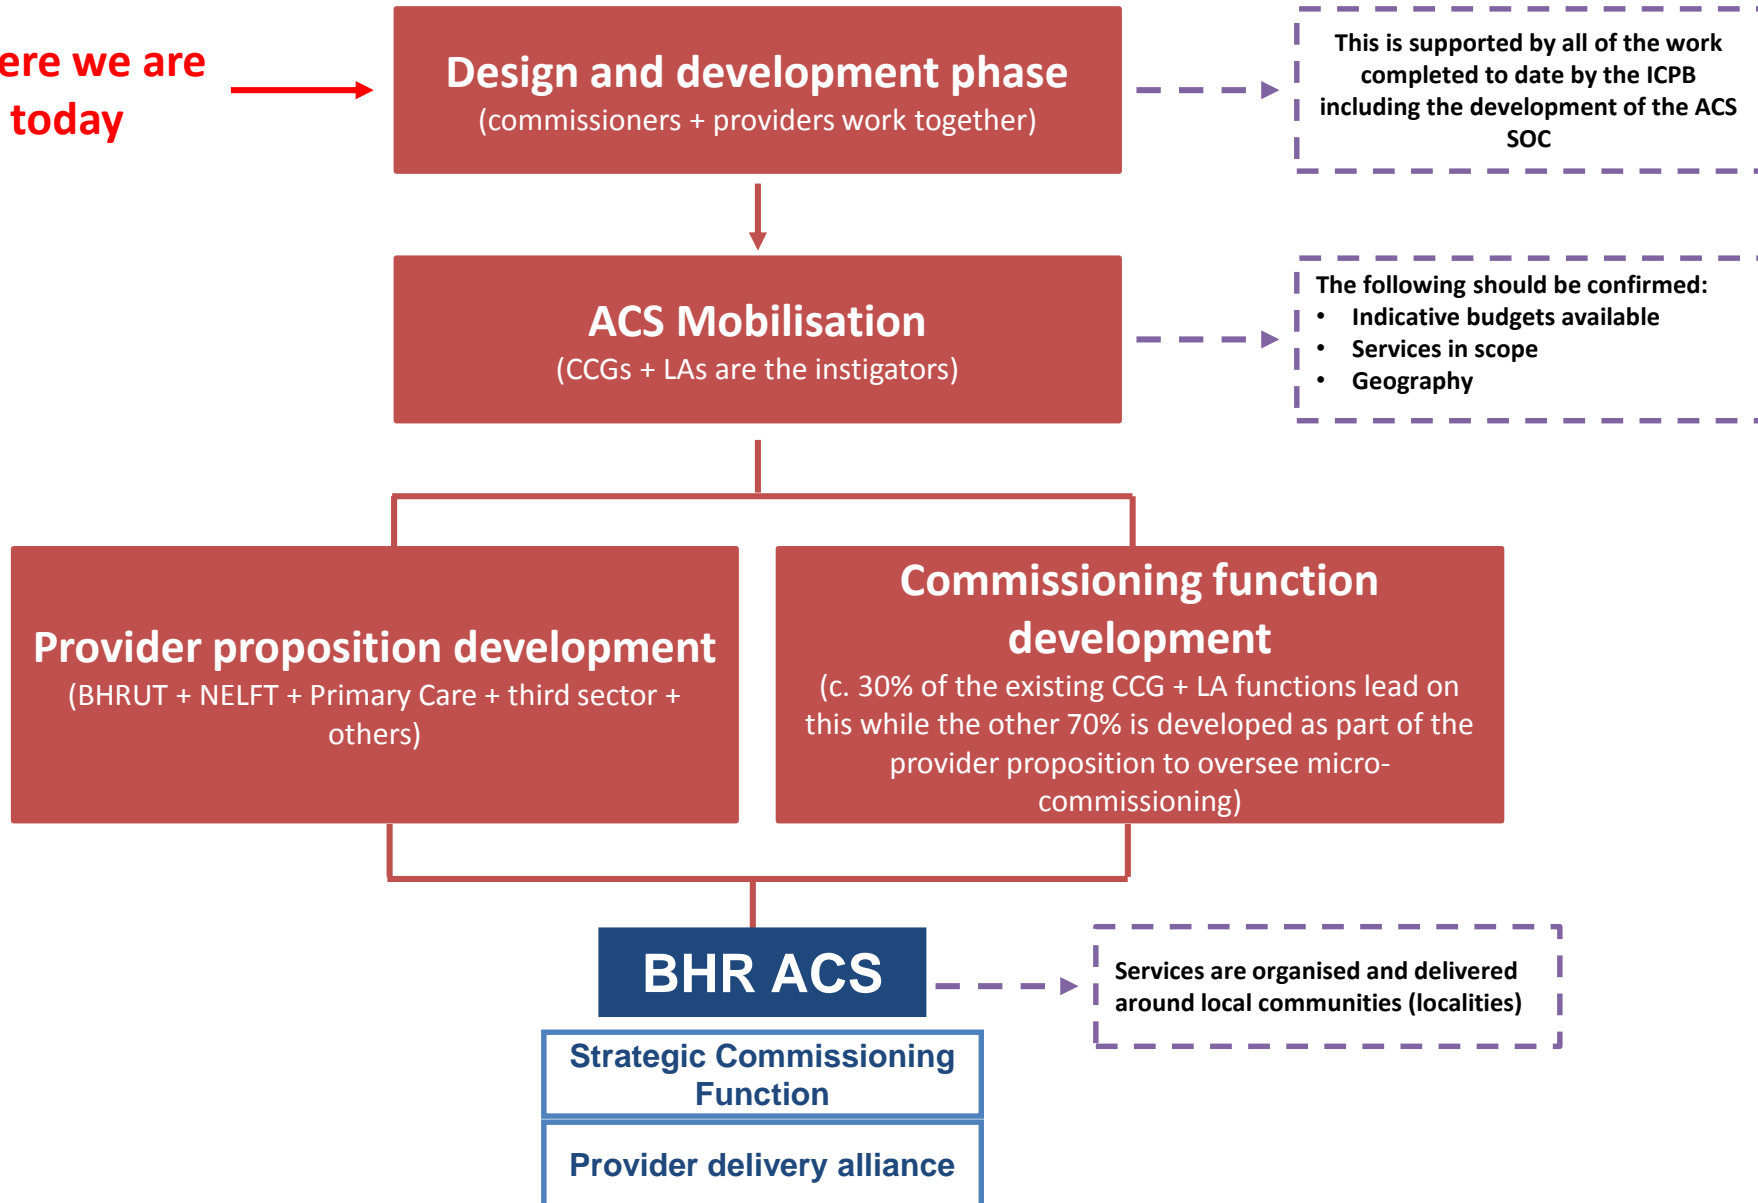 ere we are
today
Design and development phase
(commissioners + providers work together)
This is supported by all of the work
completed to date by the ICPB
including the development of the ACS
SOC
ACS Mobilisation
(CCGs + LAs are the instigators)
The following should be confirmed:
• Indicative budgets available
• Services in scope
• Geography
Provider proposition development
(BHRUT + NELFT + Primary Care + third sector +
others)
Commissioning function
development
(c. 30% of the existing CCG + LA functions lead on
this while the other 70% is developed as part of the
provider proposition to oversee micro-
commissioning)
BHR ACS
Services are organised and delivered
around local communities (localities)
Strategic Commissioning
Function
Provider delivery alliance